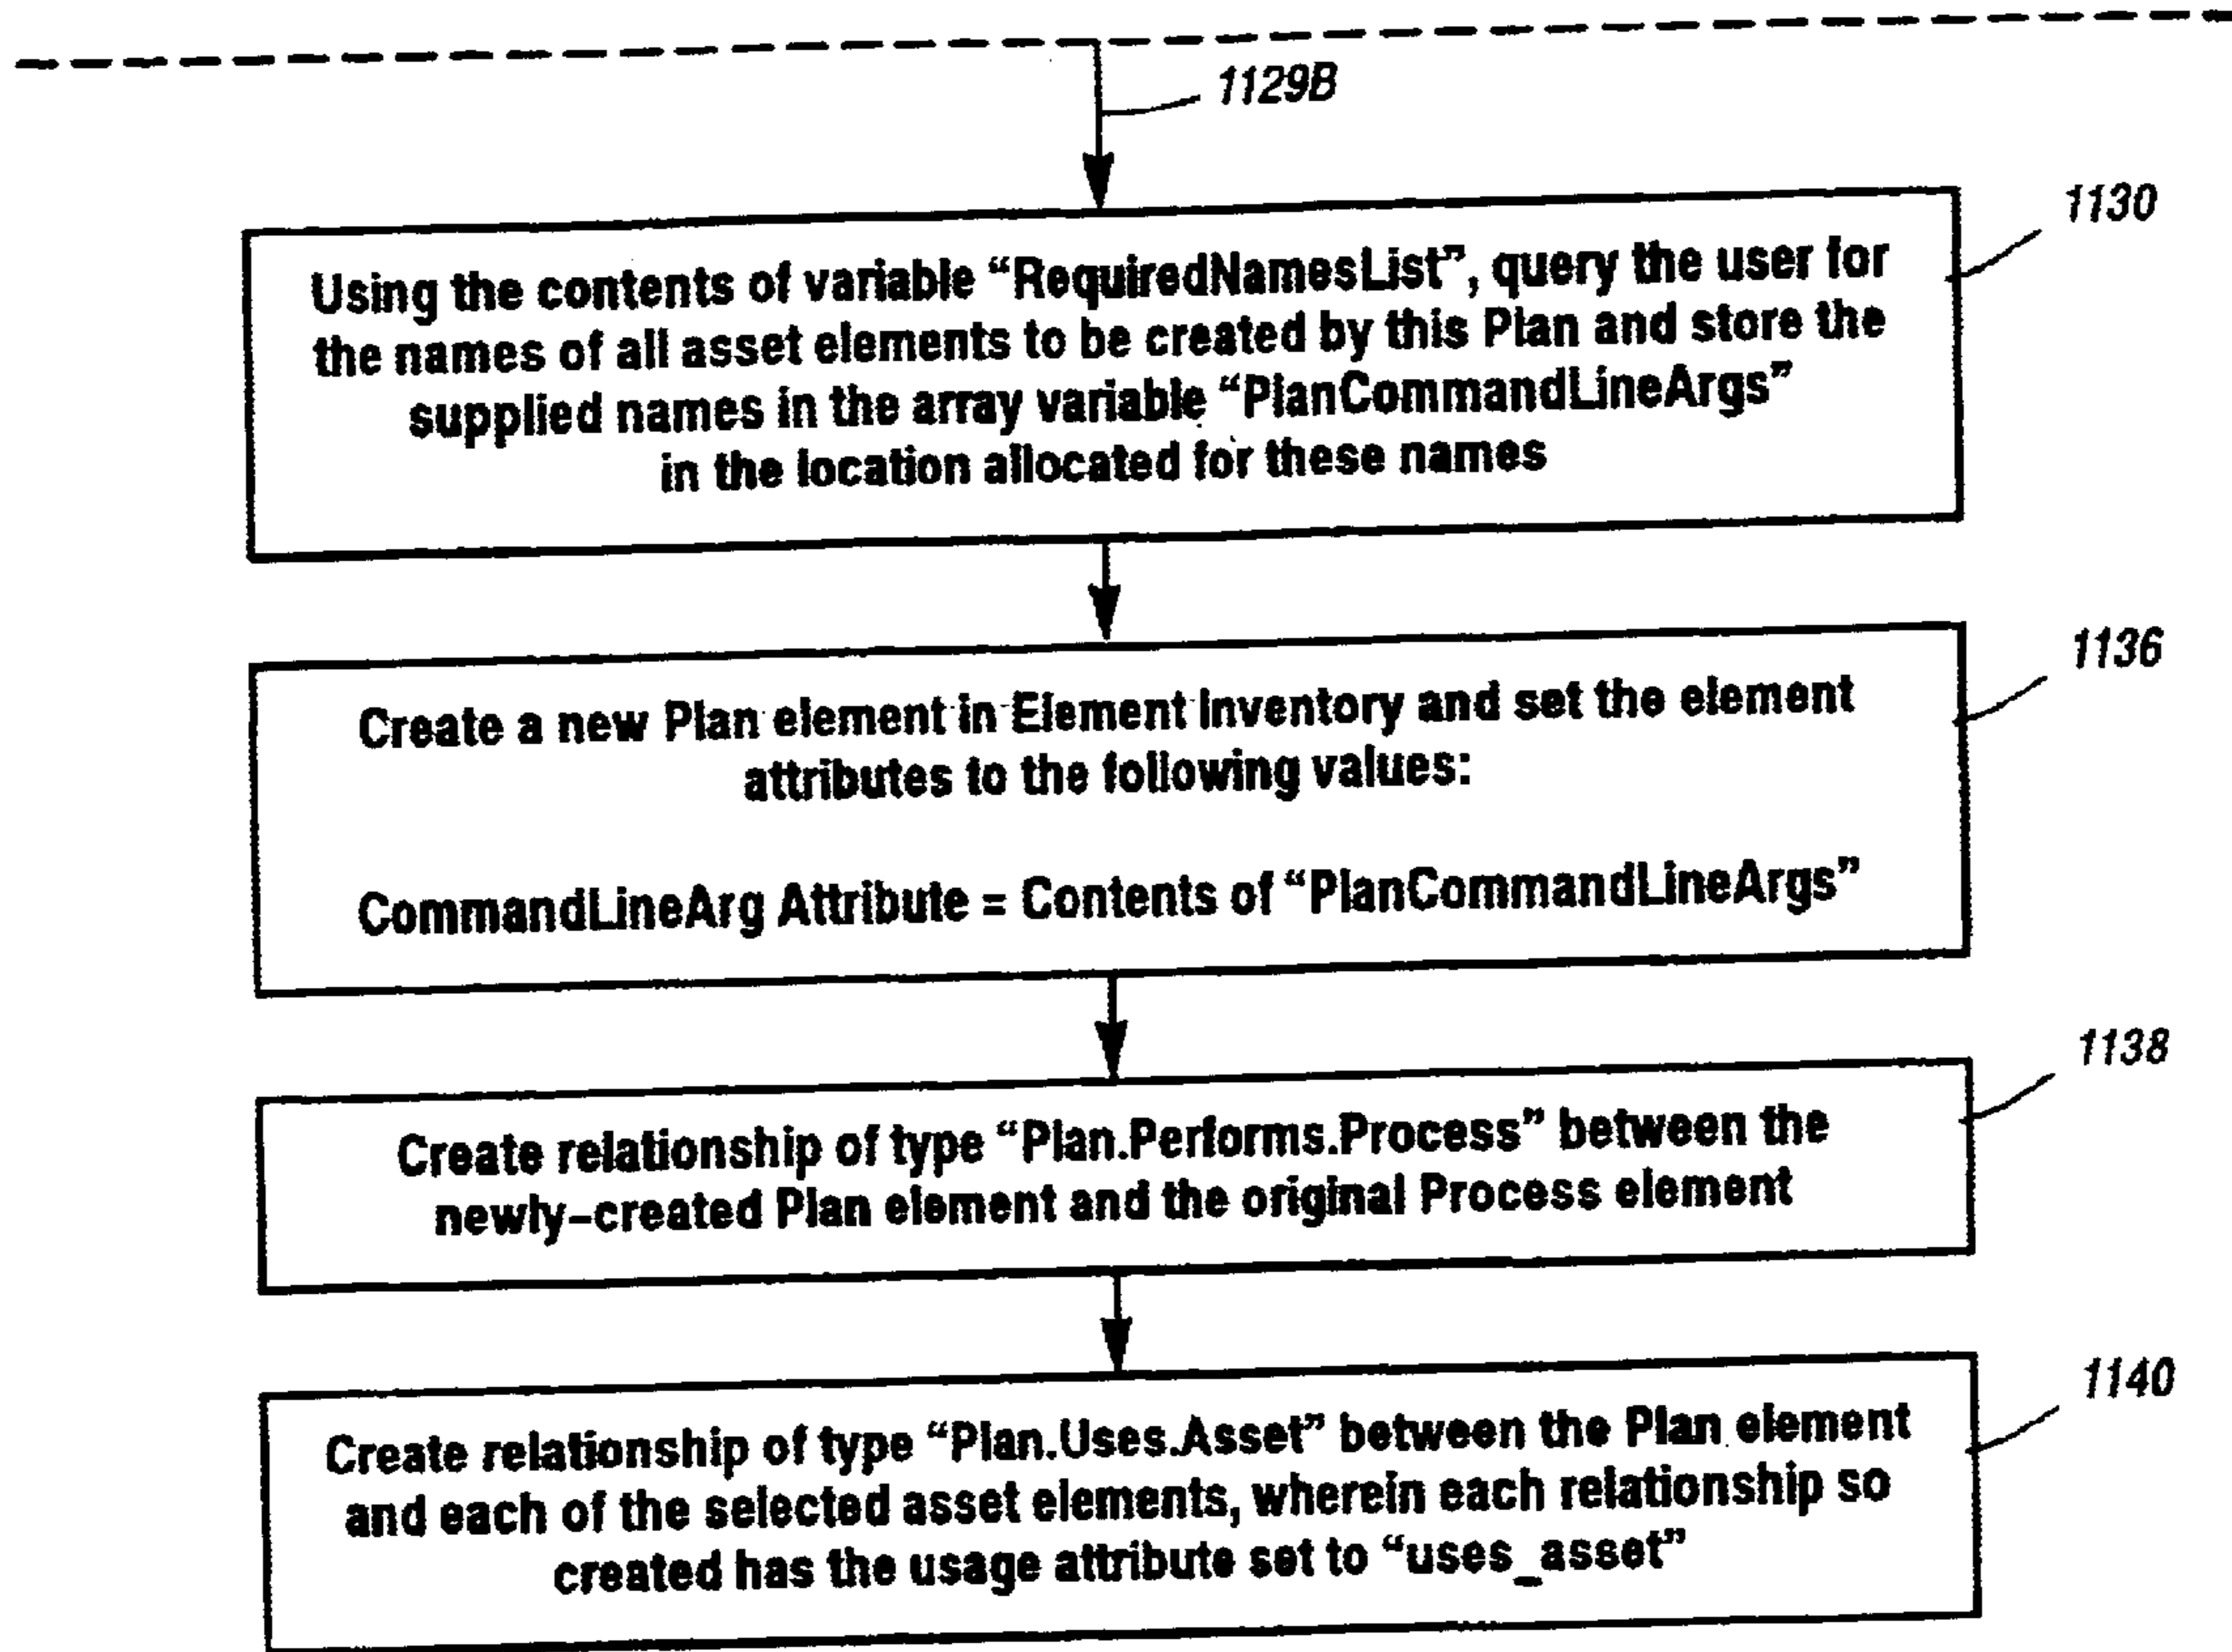 1129B
1130
Using the contents of variable “RequiredNamesList”, query the user for
the names of all asset elements to be created by this Plan and store the
supplied names in the array variable “PlanCommandLineArgs”
in the location allocated for these names
1136
Create a new Plan element in Element Inventory and set the element
attributes to the following values:
CommandLineArg Attribute = Contents of “PlanCommandLineArgs”
1138
Create relationship of type “Plan.Performs.Process” between the
newly-created Plan element and the original Process element
1140
Create relationship of type “Plan.Uses.Asset” between the Plan element
and each of the selected asset elements, wherein each relationship so
created has the usage attribute set to “uses_asset”